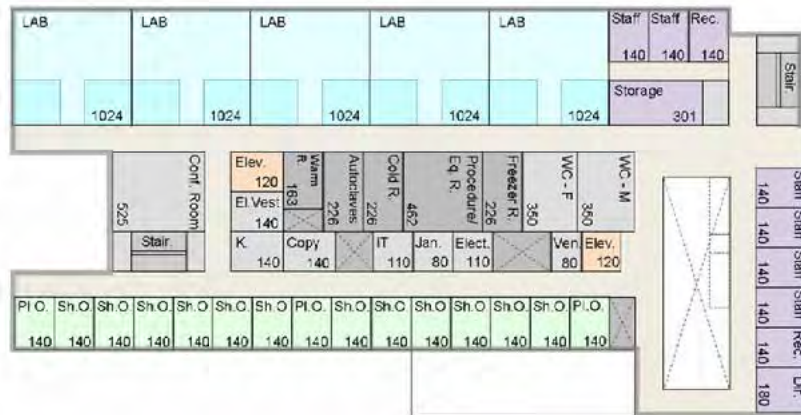 LAB LAB LAB LAB LAB Staff Staff Rec.
140 140 140
Stair.
Storage
1024 1024 1024 1024 1024 301
Conf. Room
525
Elev.
120
El.Vest
140
Warm R.
163
Autoclaves
226
Cold R.
226
Procedure/
Eq. R.
452
Freezer R.
226
WC - F
350
WC - M
350
Stair.
K.
140
Copy
140
IT
110
Jan.
80
Elect.
110
Ven.
80
Elev.
120
Staff
140
Staff
140
Staff
140
Staff
140
Rec.
140
Dir.
180
Pl.O. Sh.O. Sh.O. Sh.O. Sh.O. Sh.O. Sh.O. Pl.O. Sh.O. Sh.O Sh.O Sh.O. Sh.O. Sh.O. Pl.O.
140 140 140 140 140 140 140 140 140 140 140 140 140 140 140